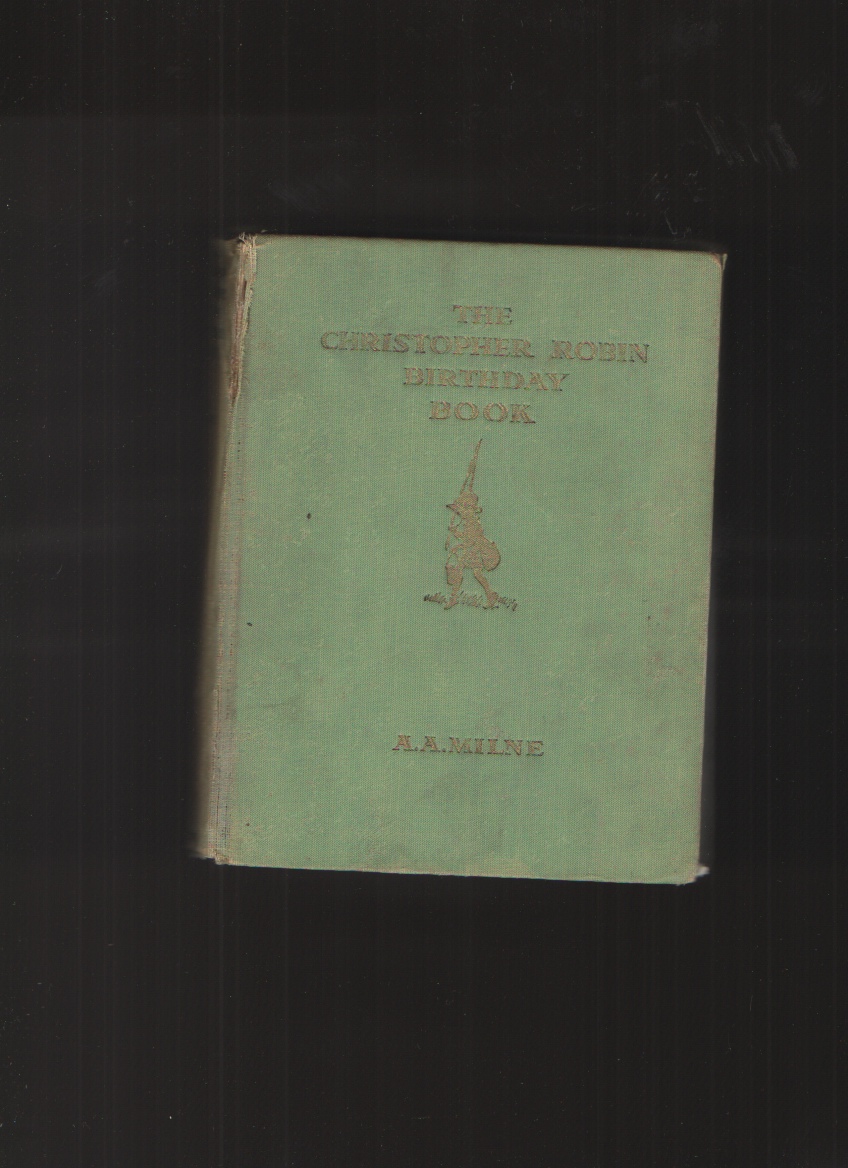 THE
CHRISTOPHER ROBIN
BIRTHDAY
BOOK
A.A.MILNE